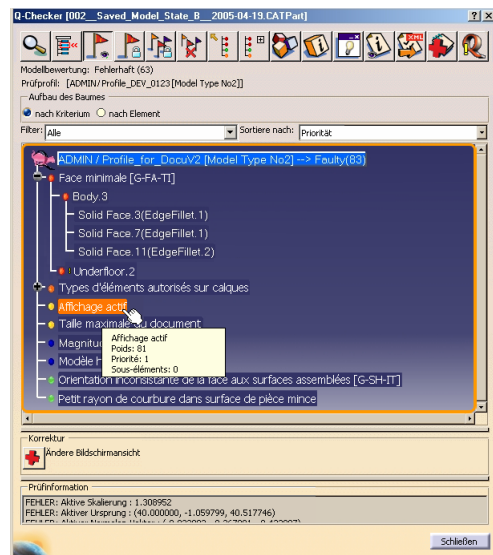 Q-Checker [002__Saved_Model_State_B__2005-04-19.CATPart]
Modellbewertung: Fehlerhaft (63)
Prüfprofil: [ADMIN/Profile_DEV_0123[Model Type No2]]
Aufbau des Baumes
nach Kriterium nach Element
Filter: Alle Sortiere nach: Priorität
ADMIN / Profile_for_DocuV2 [Model Type No2] --> Faulty(83)
Face minimale [G-FA-TI]
Body.3
Solid Face.3(EdgeFillet.1)
Solid Face.7(EdgeFillet.1)
Solid Face.11(EdgeFillet.2)
Underfloor.2
Types d'éléments autorisés sur calques
Affichage actif
Taille maximale du document
Affichage actif
Poids: 81
Priorité: 1
Sous-éléments: 0
Orientation inconsistante de la face aux surfaces assemblées [G-SH-IT]
Petit rayon de courbure dans surface de pièce mince
Korrektur
Ändere Bildschirmansicht
Prüfinformation
FEHLER: Aktive Skalierung : 1.308952
FEHLER: Aktiver Ursprung : (40.000000, -1.059799, 40.517746)
Schließen